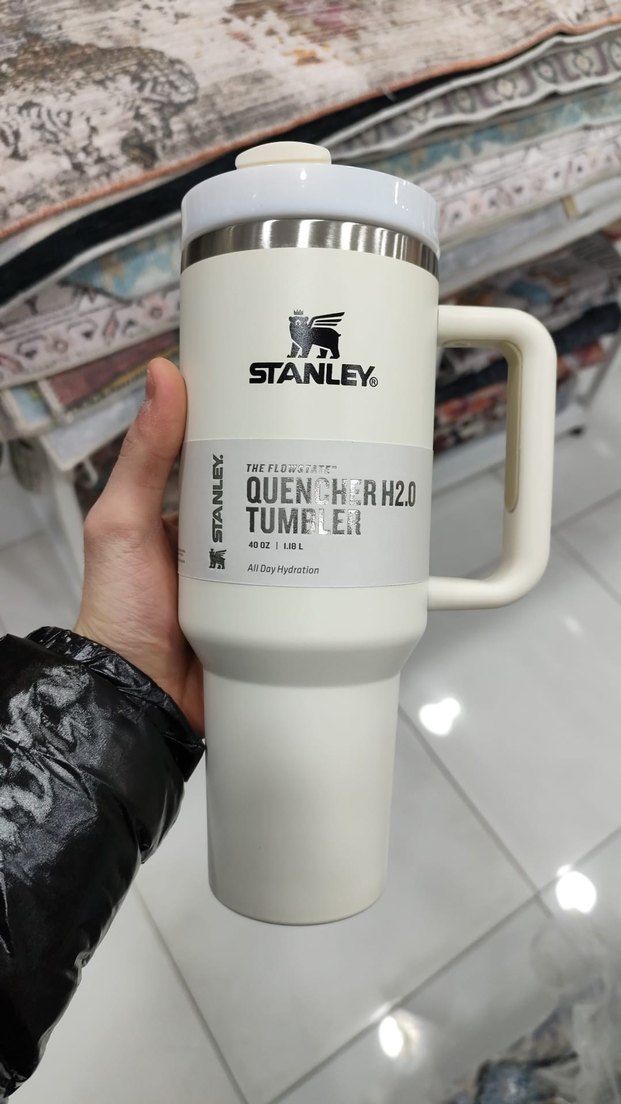 STANLEY®
STANLEY.
THE FLOWSTATE™
QUENCHER H2.0
TUMBLER
40 OZ | 1.18 L
All Day Hydration